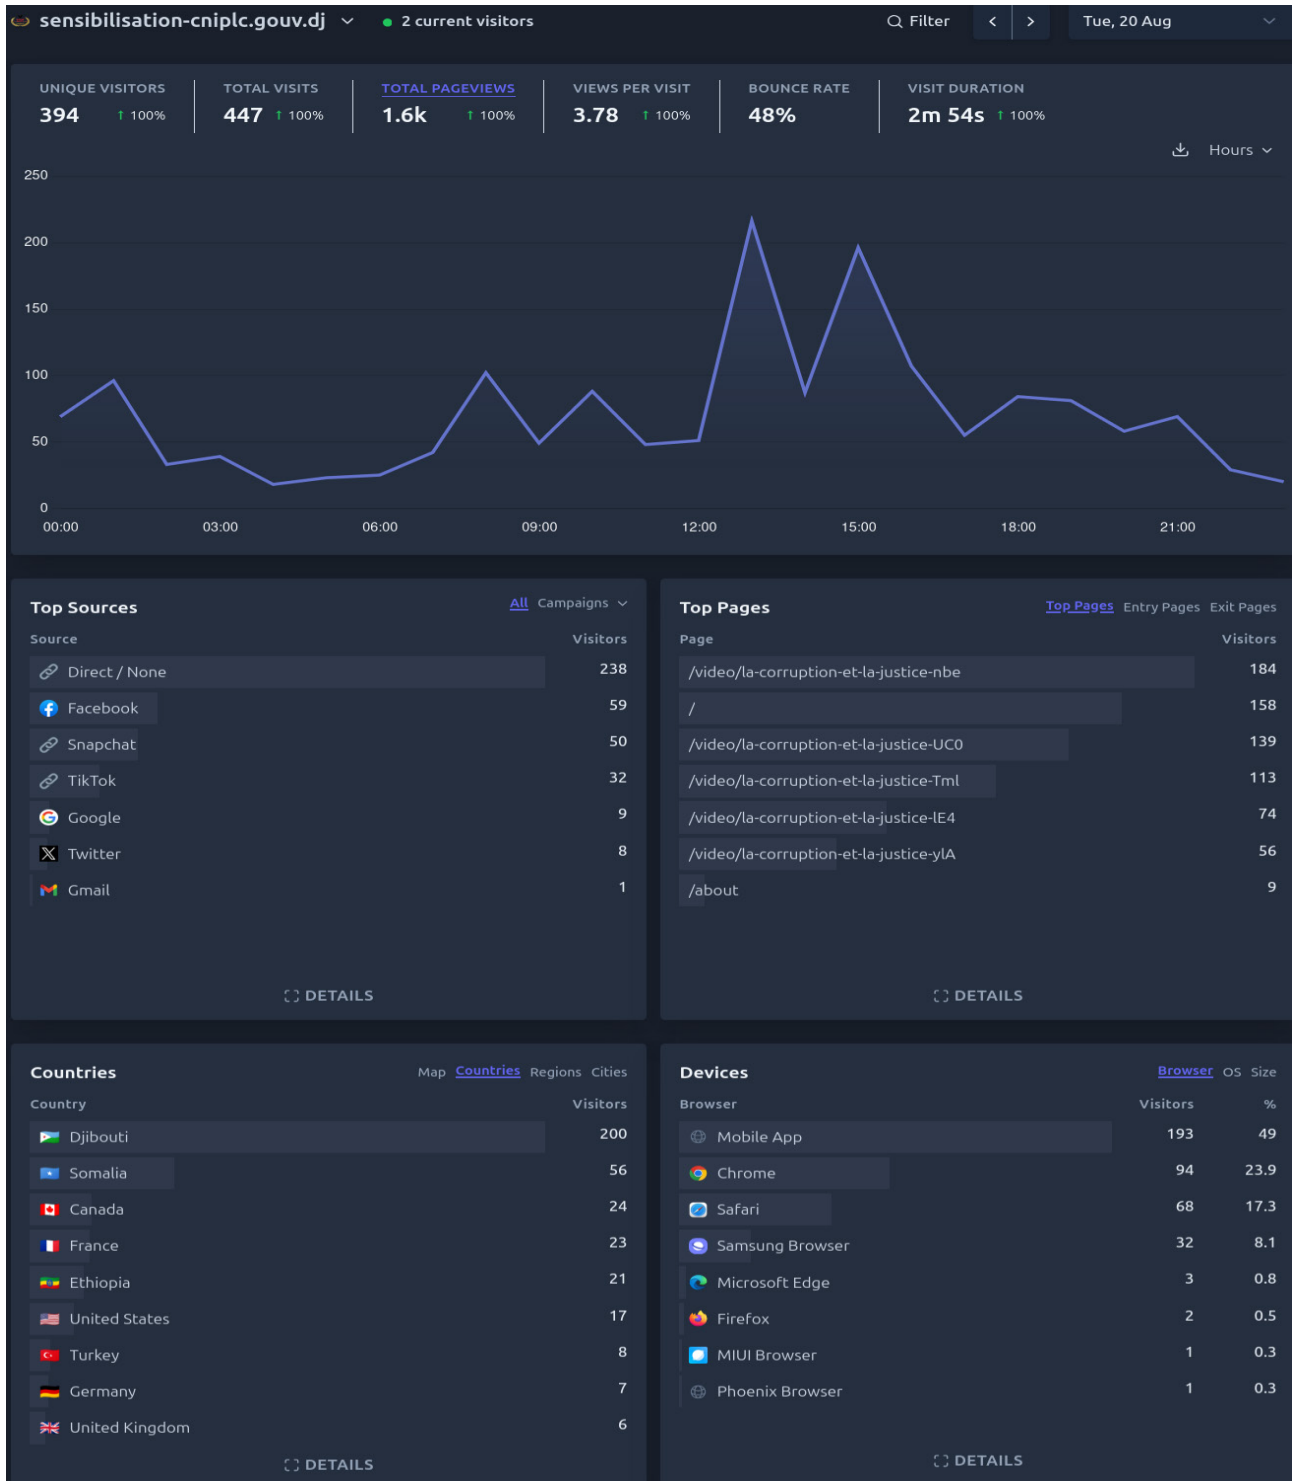 sensibilisation-cniplc.gouv.dj 2 current visitors Filter < > Tue, 20 Aug
UNIQUE VISITORS TOTAL VISITS TOTAL PAGEVIEWS VIEWS PER VISIT BOUNCE RATE VISIT DURATION
394 ↑ 100% 447 ↑ 100% 1.6k ↑ 100% 3.78 ↑ 100% 48% 2m 54s ↑ 100%
Hours
250
200
150
100
50
0
00:00 03:00 06:00 09:00 12:00 15:00 18:00 21:00
Top Sources All Campaigns
Source Visitors
Direct / None 238
Facebook 59
Snapchat 50
TikTok 32
Google 9
Twitter 8
Gmail 1
DETAILS
Top Pages Top Pages Entry Pages Exit Pages
Page Visitors
/video/la-corruption-et-la-justice-nbe 184
/ 158
/video/la-corruption-et-la-justice-UC0 139
/video/la-corruption-et-la-justice-Tml 113
/video/la-corruption-et-la-justice-lE4 74
/video/la-corruption-et-la-justice-ylA 56
/about 9
DETAILS
Countries Map Countries Regions Cities
Country Visitors
Djibouti 200
Somalia 56
Canada 24
France 23
Ethiopia 21
United States 17
Turkey 8
Germany 7
United Kingdom 6
DETAILS
Devices Browser OS Size
Browser Visitors %
Mobile App 193 49
Chrome 94 23.9
Safari 68 17.3
Samsung Browser 32 8.1
Microsoft Edge 3 0.8
Firefox 2 0.5
MIUI Browser 1 0.3
Phoenix Browser 1 0.3
DETAILS